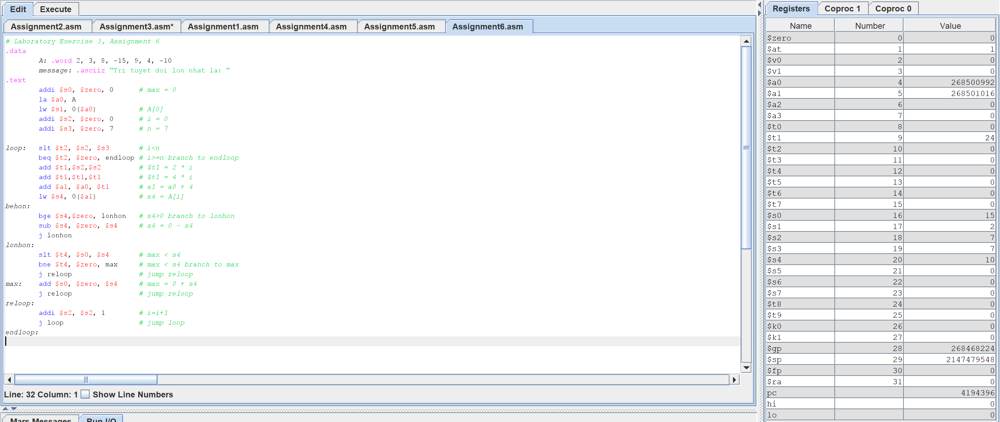 Edit Execute
Assignment2.asm Assignment3.asm* Assignment1.asm Assignment4.asm Assignment5.asm Assignment6.asm
# Laboratory Exercise 3, Assignment 6
.data
A: .word 2, 3, 8, -15, 9, 4, -10
message: .asciiz "Tri tuyet doi lon nhat la: "
.text
addi $s0, $zero, 0 # max = 0
la $a0, A
lw $s1, 0($a0) # A[0]
addi $s2, $zero, 0 # i = 0
addi $s3, $zero, 7 # n = 7
loop: slt $t2, $s2, $s3 # i<n
beq $t2, $zero, endloop # i>=n branch to endloop
add $t1,$s2,$s2 # $t1 = 2 * i
add $t1,$t1,$t1 # $t1 = 4 * i
add $a1, $a0, $t1 # a1 = a0 + 4
lw $s4, 0($a1) # s4 = A[i]
behon:
bge $s4,$zero, lonhon # s4>0 branch to lonhon
sub $s4, $zero, $s4 # s4 = 0 - s4
j lonhon
lonhon:
slt $t4, $s0, $s4 # max < s4
bne $t4, $zero, max # max < s4 branch to max
j reloop # jump reloop
max: add $s0, $zero, $s4 # max = 0 + s4
j reloop # jump reloop
reloop:
addi $s2, $s2, 1 # i=i+1
j loop # jump loop
endloop:
Line: 32 Column: 1 Show Line Numbers
Mars Messages Run I/O
Registers Coproc 1 Coproc 0
Name Number Value
$zero 0 0
$at 1 1
$v0 2 0
$v1 3 0
$a0 4 268500992
$a1 5 268501016
$a2 6 0
$a3 7 0
$t0 8 0
$t1 9 24
$t2 10 0
$t3 11 0
$t4 12 0
$t5 13 0
$t6 14 0
$t7 15 0
$s0 16 15
$s1 17 2
$s2 18 7
$s3 19 7
$s4 20 10
$s5 21 0
$s6 22 0
$s7 23 0
$t8 24 0
$t9 25 0
$k0 26 0
$k1 27 0
$gp 28 268468224
$sp 29 2147479548
$fp 30 0
$ra 31 0
pc 4194396
hi 0
lo 0